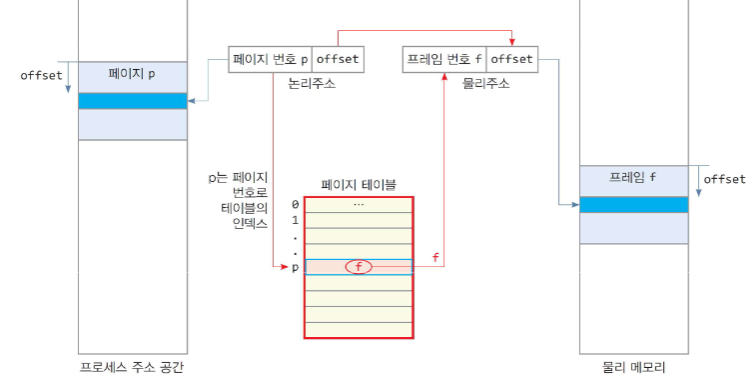 offset
페이지 p
페이지 번호 p
offset
논리주소
프레임 번호 f
offset
물리주소
p는 페이지
번호로
테이블의
인덱스
페이지 테이블
0
...
1
.
.
p
f
f
프레임 f
offset
프로세스 주소 공간
물리 메모리